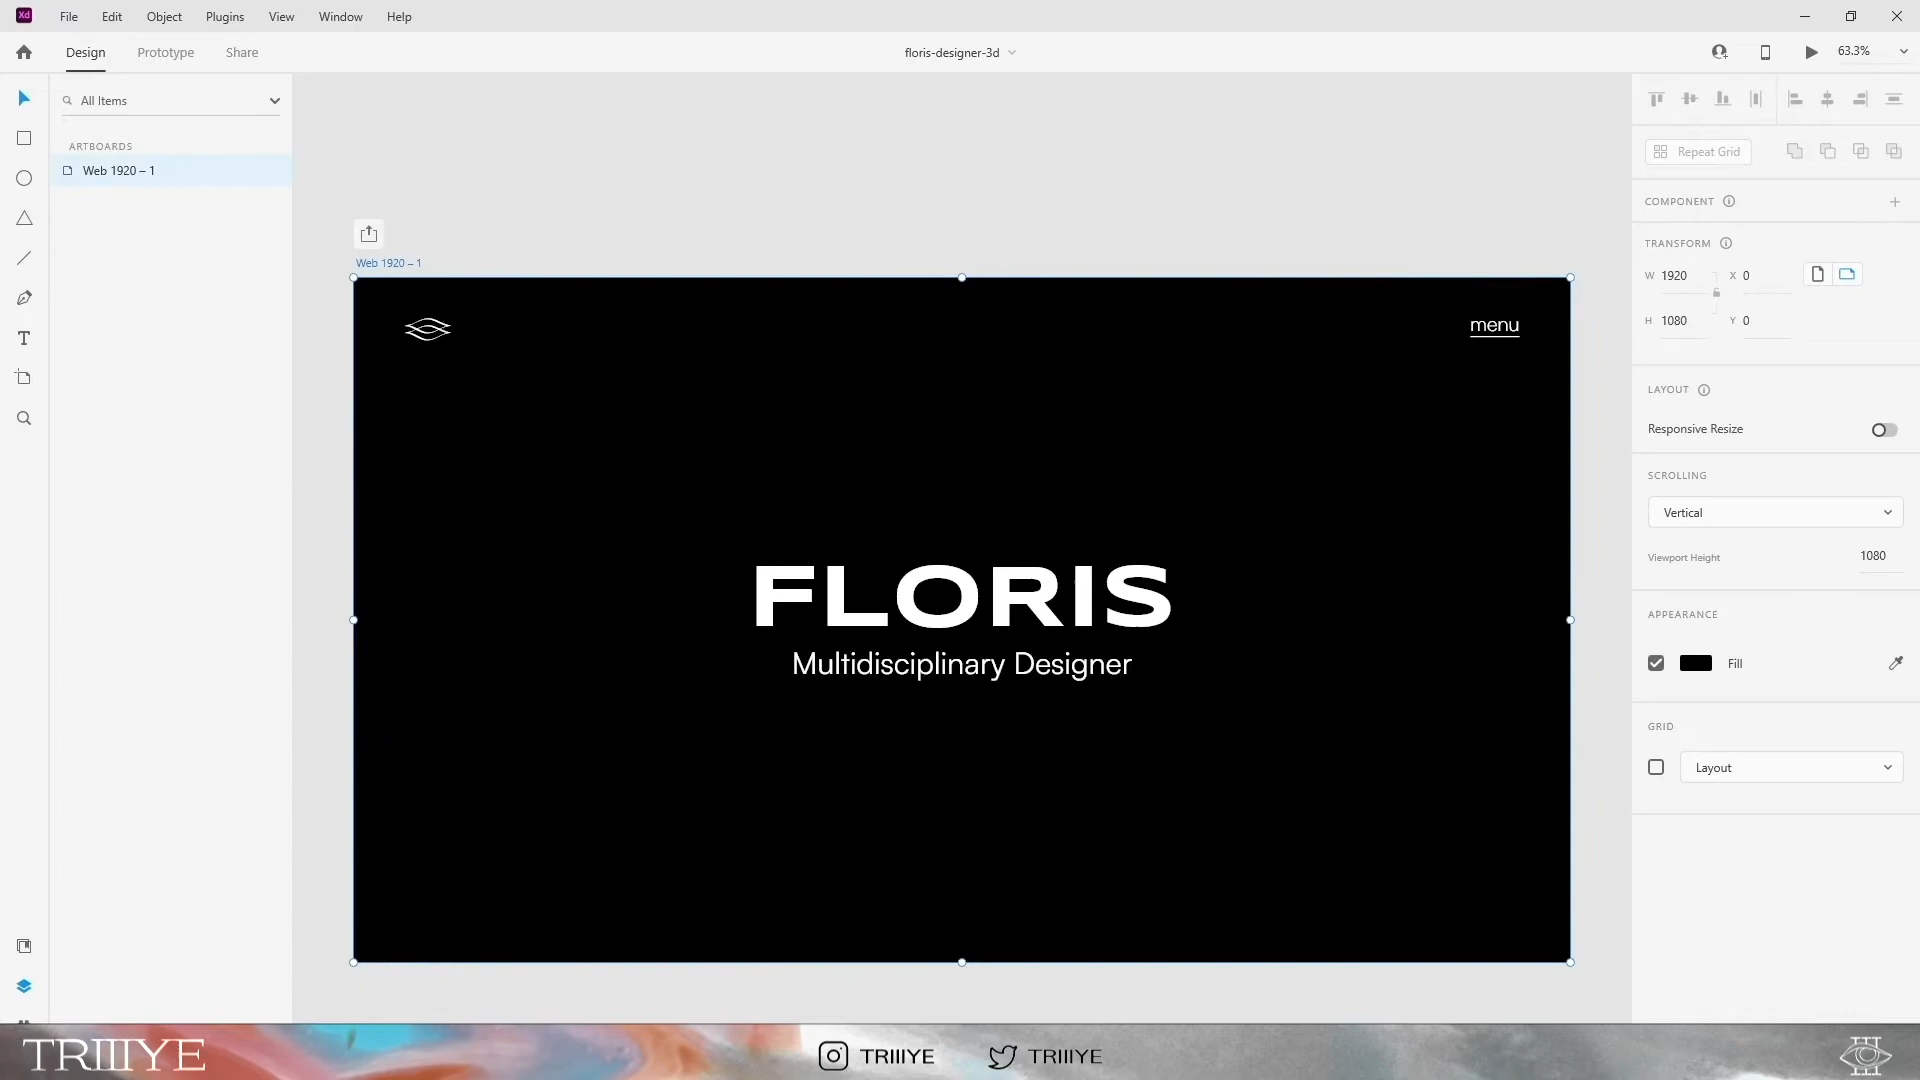 Xd File Edit Object Plugins View Window Help
Design Prototype Share floris-designer-3d 63.3%
All Items
ARTBOARDS
Web 1920 – 1
Web 1920 – 1
menu
FLORIS
Multidisciplinary Designer
Repeat Grid
COMPONENT
TRANSFORM
W 1920 X 0
H 1080 Y 0
LAYOUT
Responsive Resize
SCROLLING
Vertical
Viewport Height 1080
APPEARANCE
Fill
GRID
Layout
TRIIIYE TRIIIYE TRIIIYE